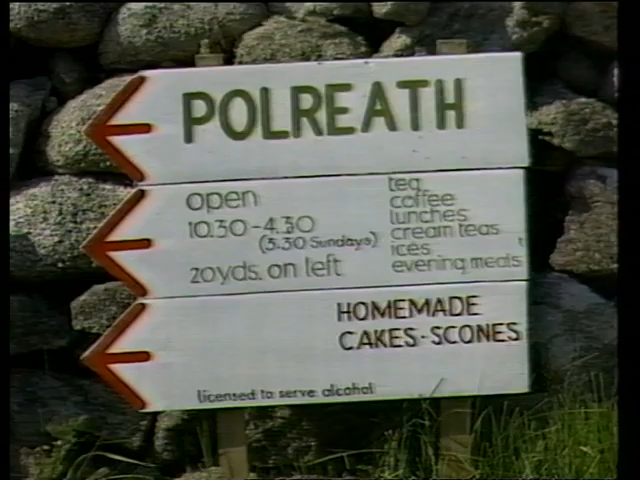 POLREATH
open
10.30-4.30
(5.30 Sundays)
20yds. on left
tea
coffee
lunches
cream teas
ices
evening meals
HOMEMADE
CAKES-SCONES
licensed to serve alcohol